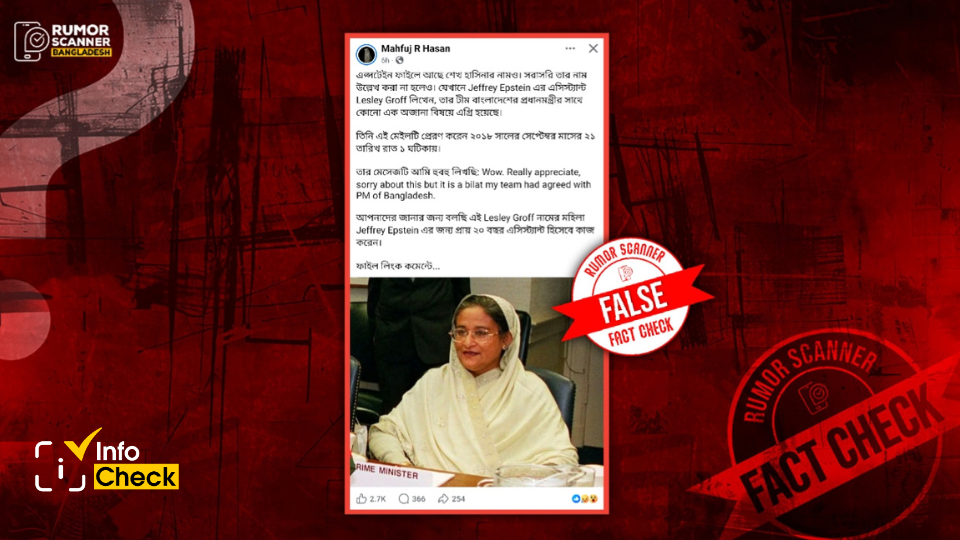 RUMOR
SCANNER
BANGLADESH
Mahfuj R Hasan
6h
এপ্সটেইন ফাইলে আছে শেখ হাসিনার নামও। সরাসরি তার নাম
উল্লেখ করা না হলেও। যেখানে Jeffrey Epstein এর এসিস্ট্যান্ট
Lesley Groff লিখেন, তার টীম বাংলাদেশের প্রধানমন্ত্রীর সাথে
কোনো এক অজানা বিষয়ে এগ্রি হয়েছে।
তিনি এই মেইলটি প্রেরণ করেন ২০১৮ সালের সেপ্টেম্বর মাসের ২১
তারিখ রাত ১ ঘটিকায়।
তার মেসেজটি আমি হুবহু লিখছি: Wow. Really appreciate,
sorry about this but it is a bilat my team had agreed with
PM of Bangladesh.
আপনাদের জানার জন্য বলছি এই Lesley Groff নামের মহিলা
Jeffrey Epstein এর জন্য প্রায় ২০ বছর এসিস্ট্যান্ট হিসেবে কাজ
করেন।
ফাইল লিংক কমেন্টে...
RUMOR SCANNER
FALSE
FACT CHECK
RIME MINISTER
2.7K 366 254
RUMOR SCANNER
FACT CHECK
Info
Check